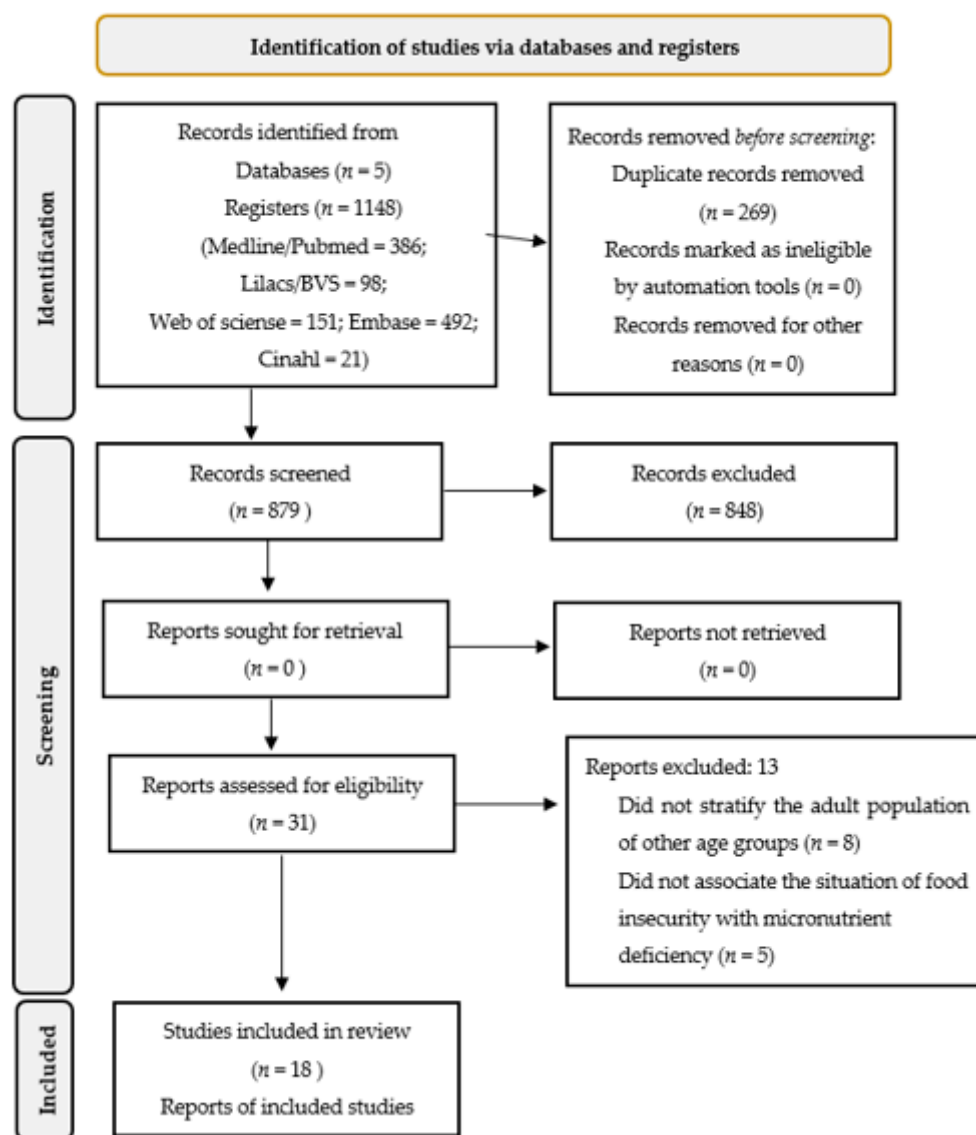 Identification of studies via databases and registers
Identification
Records identified from
Databases (n = 5)
Registers (n = 1148)
(Medline/Pubmed = 386;
Lilacs/BVS = 98;
Web of sciense = 151; Embase = 492;
Cinahl = 21)
Records removed before screening:
Duplicate records removed
(n = 269)
Records marked as ineligible
by automation tools (n = 0)
Records removed for other
reasons (n = 0)
Screening
Records screened
(n = 879 )
Records excluded
(n = 848)
Reports sought for retrieval
(n = 0 )
Reports not retrieved
(n = 0)
Reports assessed for eligibility
(n = 31)
Reports excluded: 13
Did not stratify the adult population
of other age groups (n = 8)
Did not associate the situation of food
insecurity with micronutrient
deficiency (n = 5)
Included
Studies included in review
(n = 18 )
Reports of included studies